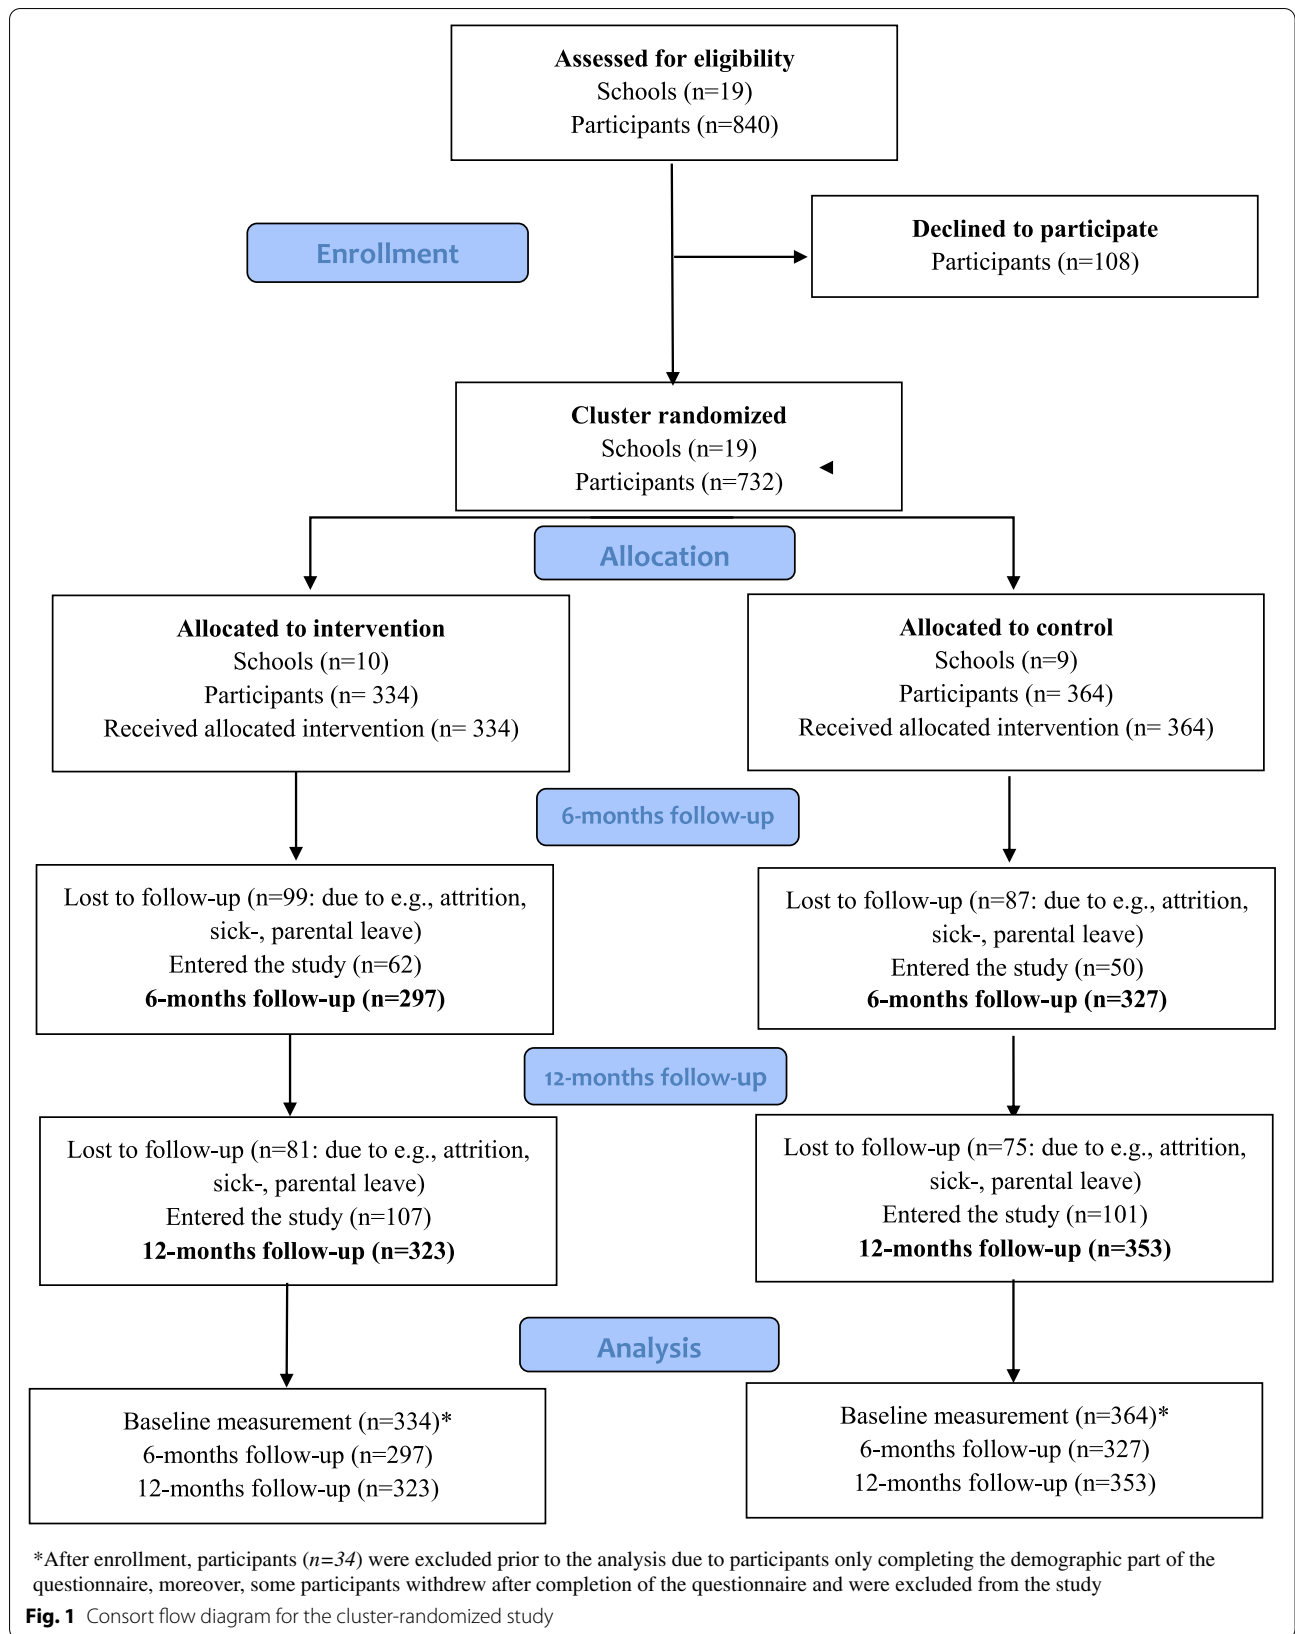 Assessed for eligibility
Schools (n=19)
Participants (n=840)
Enrollment
Declined to participate
Participants (n=108)
Cluster randomized
Schools (n=19)
Participants (n=732)
Allocation
Allocated to intervention
Schools (n=10)
Participants (n= 334)
Received allocated intervention (n= 334)
Allocated to control
Schools (n=9)
Participants (n= 364)
Received allocated intervention (n= 364)
6-months follow-up
Lost to follow-up (n=99: due to e.g., attrition,
sick-, parental leave)
Entered the study (n=62)
6-months follow-up (n=297)
Lost to follow-up (n=87: due to e.g., attrition,
sick-, parental leave)
Entered the study (n=50)
6-months follow-up (n=327)
12-months follow-up
Lost to follow-up (n=81: due to e.g., attrition,
sick-, parental leave)
Entered the study (n=107)
12-months follow-up (n=323)
Lost to follow-up (n=75: due to e.g., attrition,
sick-, parental leave)
Entered the study (n=101)
12-months follow-up (n=353)
Analysis
Baseline measurement (n=334)*
6-months follow-up (n=297)
12-months follow-up (n=323)
Baseline measurement (n=364)*
6-months follow-up (n=327)
12-months follow-up (n=353)
*After enrollment, participants (n=34) were excluded prior to the analysis due to participants only completing the demographic part of the
questionnaire, moreover, some participants withdrew after completion of the questionnaire and were excluded from the study
Fig. 1 Consort flow diagram for the cluster-randomized study